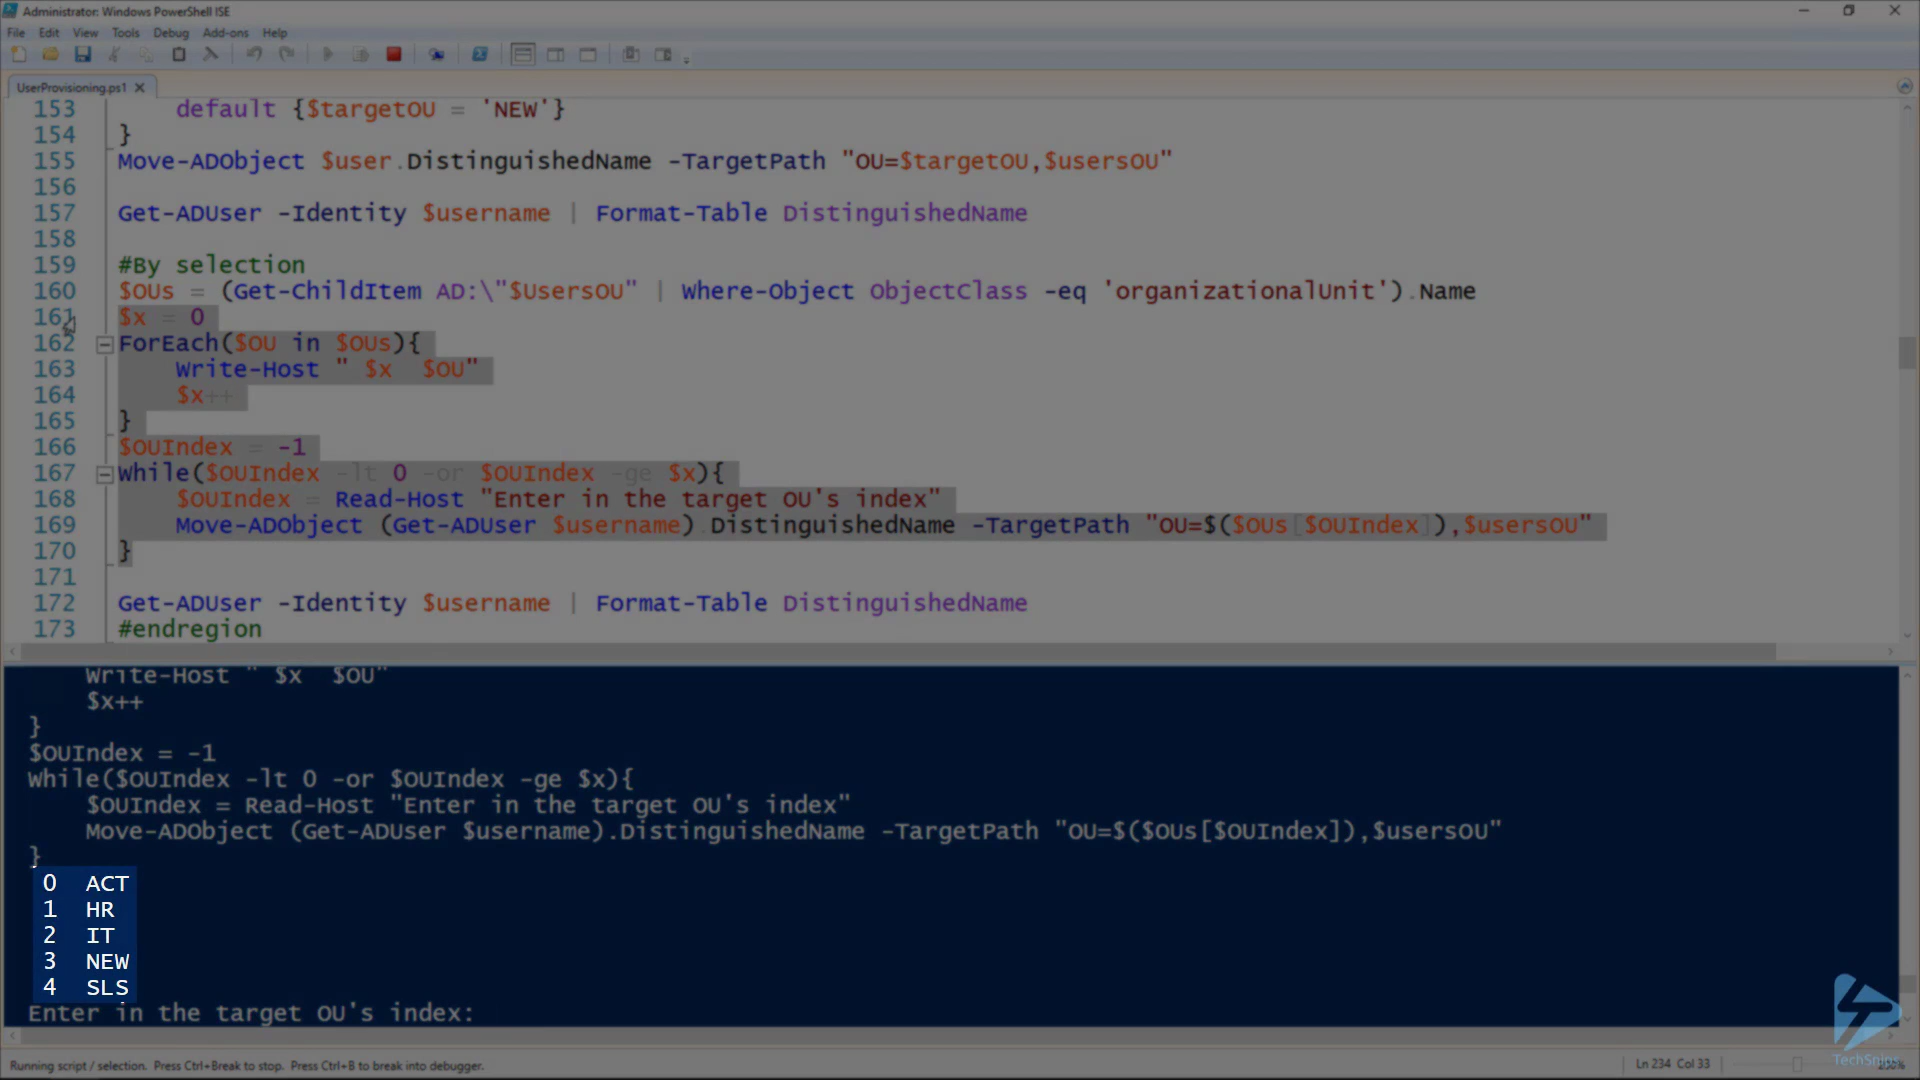 Administrator: Windows PowerShell ISE
File Edit View Tools Debug Add-ons Help
UserProvisioning.ps1
153 default {$targetOU = 'NEW'}
154 }
155 Move-ADObject $user.DistinguishedName -TargetPath "OU=$targetOU,$usersOU"
156
157 Get-ADUser -Identity $username | Format-Table DistinguishedName
158
159 #By selection
160 $OUs = (Get-ChildItem AD:\"$UsersOU" | Where-Object ObjectClass -eq 'organizationalUnit').Name
161 $x = 0
162 ForEach($OU in $OUs){
163 Write-Host " $x  $OU"
164 $x++
165 }
166 $OUIndex = -1
167 While($OUIndex -lt 0 -or $OUIndex -ge $x){
168 $OUIndex = Read-Host "Enter in the target OU's index"
169 Move-ADObject (Get-ADUser $username).DistinguishedName -TargetPath "OU=$($OUs[$OUIndex]),$usersOU"
170 }
171
172 Get-ADUser -Identity $username | Format-Table DistinguishedName
173 #endregion
Write-Host " $x  $OU"
$x++
}
$OUIndex = -1
While($OUIndex -lt 0 -or $OUIndex -ge $x){
$OUIndex = Read-Host "Enter in the target OU's index"
Move-ADObject (Get-ADUser $username).DistinguishedName -TargetPath "OU=$($OUs[$OUIndex]),$usersOU"
}
0 ACT
1 HR
2 IT
3 NEW
4 SLS
Enter in the target OU's index:
Running script / selection. Press Ctrl+Break to stop. Press Ctrl+B to break into debugger.
Ln 234 Col 33
TechSnips